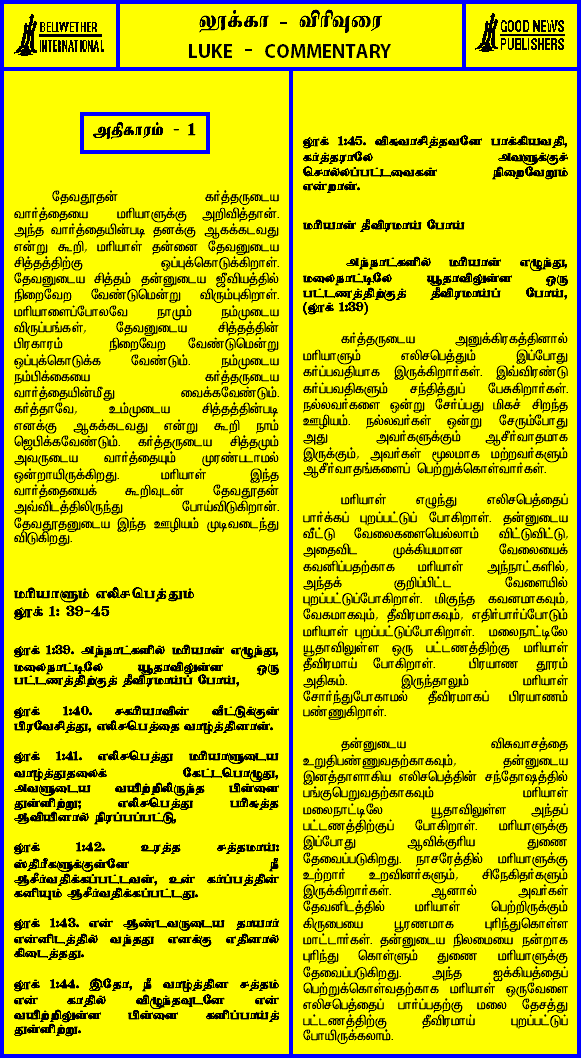 BELLWETHER
INTERNATIONAL
லூக்கா - விரிவுரை
LUKE - COMMENTARY
GOOD NEWS
PUBLISHERS
அதிகாரம் - 1
தேவதூதன் கர்த்தருடைய
வார்த்தையை மரியாளுக்கு அறிவித்தான்.
அந்த வார்த்தையின்படி தனக்கு ஆகக்கடவது
என்று கூறி, மரியாள் தன்னை தேவனுடைய
சித்தத்திற்கு ஒப்புக்கொடுக்கிறாள்.
தேவனுடைய சித்தம் தன்னுடைய ஜீவியத்தில்
நிறைவேற வேண்டுமென்று விரும்புகிறாள்.
மரியாளைப்போலவே நாமும் நம்முடைய
விருப்பங்கள், தேவனுடைய சித்தத்தின்
பிரகாரம் நிறைவேற வேண்டுமென்று
ஒப்புக்கொடுக்க வேண்டும். நம்முடைய
நம்பிக்கையை கர்த்தருடைய
வார்த்தையின்மீது வைக்கவேண்டும்.
கர்த்தாவே, உம்முடைய சித்தத்தின்படி
எனக்கு ஆகக்கடவது என்று கூறி நாம்
ஜெபிக்கவேண்டும். கர்த்தருடைய சித்தமும்
அவருடைய வார்த்தையும் முரண்படாமல்
ஒன்றாயிருக்கிறது. மரியாள் இந்த
வார்த்தையைக் கூறிவுடன் தேவதூதன்
அவ்விடத்திலிருந்து போய்விடுகிறான்.
தேவதூதனுடைய இந்த ஊழியம் முடிவடைந்து
விடுகிறது.
மரியாளும் எலிசபெத்தும்
லூக் 1: 39-45
லூக் 1:39. அந்நாட்களில் மரியாள் எழுந்து,
மலைநாட்டிலே யூதாவிலுள்ள ஒரு
பட்டணத்திற்குத் தீவிரமாய்ப் போய்,
லூக் 1:40. சகரியாவின் வீட்டுக்குள்
பிரவேசித்து, எலிசபெத்தை வாழ்த்தினாள்.
லூக் 1:41. எலிசபெத்து மரியாளுடைய
வாழ்த்துதலைக் கேட்டபொழுது,
அவளுடைய வயிற்றிலிருந்த பிள்ளை
துள்ளிற்று; எலிசபெத்து பரிசுத்த
ஆவியினால் நிரப்பப்பட்டு,
லூக் 1:42. உரத்த சத்தமாய்:
ஸ்திரீகளுக்குள்ளே நீ
ஆசீர்வதிக்கப்பட்டவள், உன் கர்ப்பத்தின்
கனியும் ஆசீர்வதிக்கப்பட்டது.
லூக் 1:43. என் ஆண்டவருடைய தாயார்
என்னிடத்தில் வந்தது எனக்கு எதினால்
கிடைத்தது.
லூக் 1:44. இதோ, நீ வாழ்த்தின சத்தம்
என் காதில் விழுந்தவுடனே என்
வயிற்றிலுள்ள பிள்ளை களிப்பாய்த்
துள்ளிற்று.
லூக் 1:45. விசுவாசித்தவளே பாக்கியவதி,
கர்த்தராலே அவளுக்குச்
சொல்லப்பட்டவைகள் நிறைவேறும்
என்றாள்.
மரியாள் தீவிரமாய் போய்
அந்நாட்களில் மரியாள் எழுந்து,
மலைநாட்டிலே யூதாவிலுள்ள ஒரு
பட்டணத்திற்குத் தீவிரமாய்ப் போய்,
(லூக் 1:39)
கர்த்தருடைய அனுக்கிரகத்தினால்
மரியாளும் எலிசபெத்தும் இப்போது
கர்ப்பவதியாக இருக்கிறார்கள். இவ்விரண்டு
கர்ப்பவதிகளும் சந்தித்துப் பேசுகிறார்கள்.
நல்லவர்களை ஒன்று சேர்ப்பது மிகச் சிறந்த
ஊழியம். நல்லவர்கள் ஒன்று சேரும்போது
அது அவர்களுக்கும் ஆசீர்வாதமாக
இருக்கும், அவர்கள் மூலமாக மற்றவர்களும்
ஆசீர்வாதங்களைப் பெற்றுக்கொள்வார்கள்.
மரியாள் எழுந்து எலிசபெத்தைப்
பார்க்கப் புறப்பட்டுப் போகிறாள். தன்னுடைய
வீட்டு வேலைகளையெல்லாம் விட்டுவிட்டு,
அதைவிட முக்கியமான வேலையைக்
கவனிப்பதற்காக மரியாள் அந்நாட்களில்,
அந்தக் குறிப்பிட்ட வேளையில்
புறப்பட்டுப்போகிறாள். மிகுந்த கவனமாகவும்,
வேகமாகவும், தீவிரமாகவும், எதிர்பார்ப்போடும்
மரியாள் புறப்பட்டுப்போகிறாள். மலைநாட்டிலே
யூதாவிலுள்ள ஒரு பட்டணத்திற்கு மரியாள்
தீவிரமாய் போகிறாள். பிரயாண தூரம்
அதிகம். இருந்தாலும் மரியாள்
சோர்ந்துபோகாமல் தீவிரமாகப் பிரயாணம்
பண்ணுகிறாள்.
தன்னுடைய விசுவாசத்தை
உறுதிபண்ணுவதற்காகவும், தன்னுடைய
இனத்தாளாகிய எலிசபெத்தின் சந்தோஷத்தில்
பங்குபெறுவதற்காகவும் மரியாள்
மலைநாட்டிலே யூதாவிலுள்ள அந்தப்
பட்டணத்திற்குப் போகிறாள். மரியாளுக்கு
இப்போது ஆவிக்குரிய துணை
தேவைப்படுகிறது. நாசரேத்தில் மரியாளுக்கு
உற்றார் உறவினர்களும், சிநேகிதர்களும்
இருக்கிறார்கள். ஆனால் அவர்கள்
தேவனிடத்தில் மரியாள் பெற்றிருக்கும்
கிருபையை பூரணமாக புரிந்துகொள்ள
மாட்டார்கள். தன்னுடைய நிலமையை நன்றாக
புரிந்து கொள்ளும் துணை மரியாளுக்கு
தேவைப்படுகிறது. அந்த ஐக்கியத்தைப்
பெற்றுக்கொள்வதற்காக மரியாள் ஒருவேளை
எலிசபெத்தைப் பார்ப்பதற்கு மலை தேசத்து
பட்டணத்திற்கு தீவிரமாய் புறப்பட்டுப்
போயிருக்கலாம்.